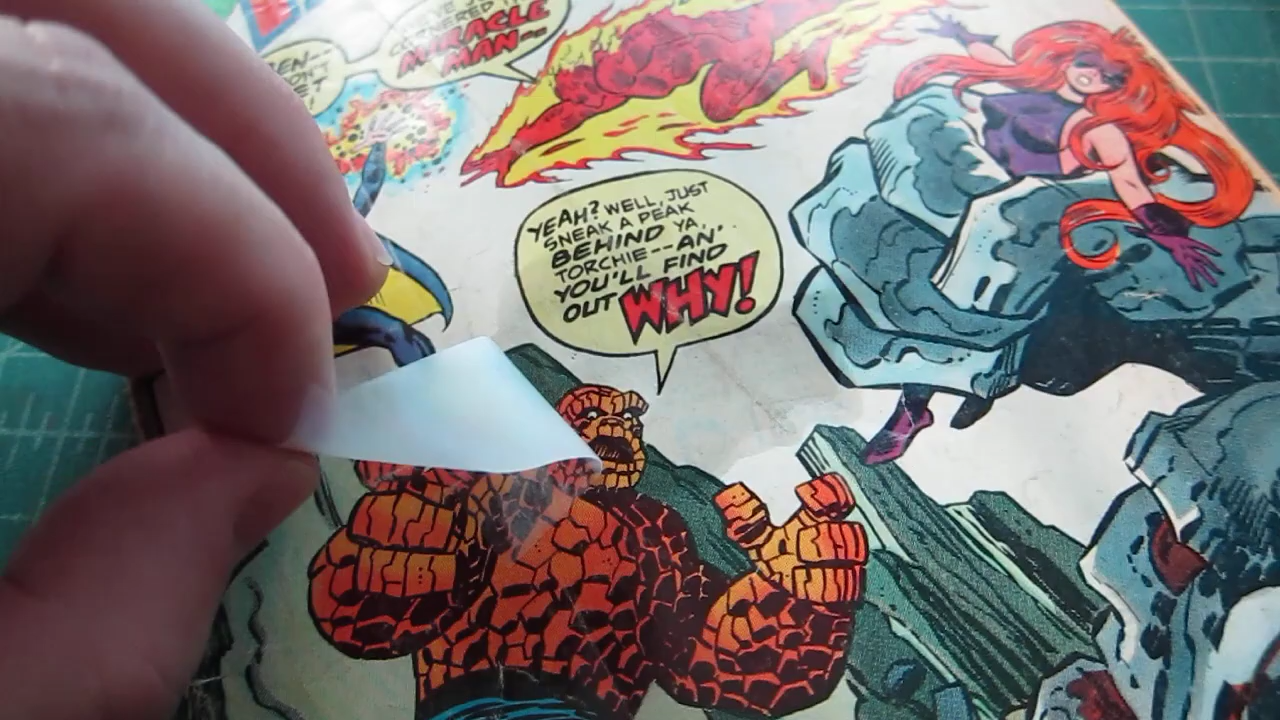 MIRACLE
MAN--
YEAH? WELL, JUST
SNEAK A PEAK
BEHIND YA,
TORCHIE--AN'
YOU'LL FIND
OUT WHY!